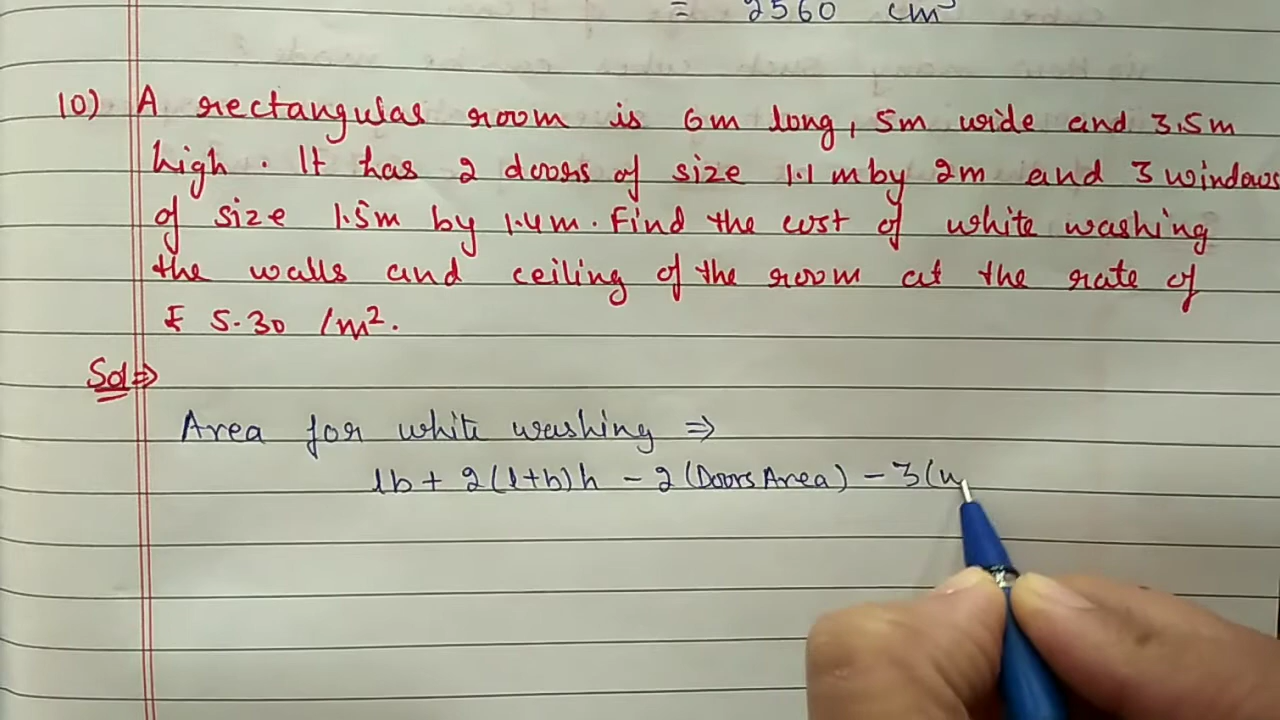 = 2560 cm³
10) A rectangular room is 6m long, 5m wide and 3.5m
high. It has 2 doors of size 1.1 m by 2m and 3 windows
of size 1.5m by 1.4m. Find the cost of white washing
the walls and ceiling of the room at the rate of
₹ 5.30 /m².
Sol⇒
Area for white washing ⇒
lb + 2(l+b)h - 2(Doors Area) - 3(w